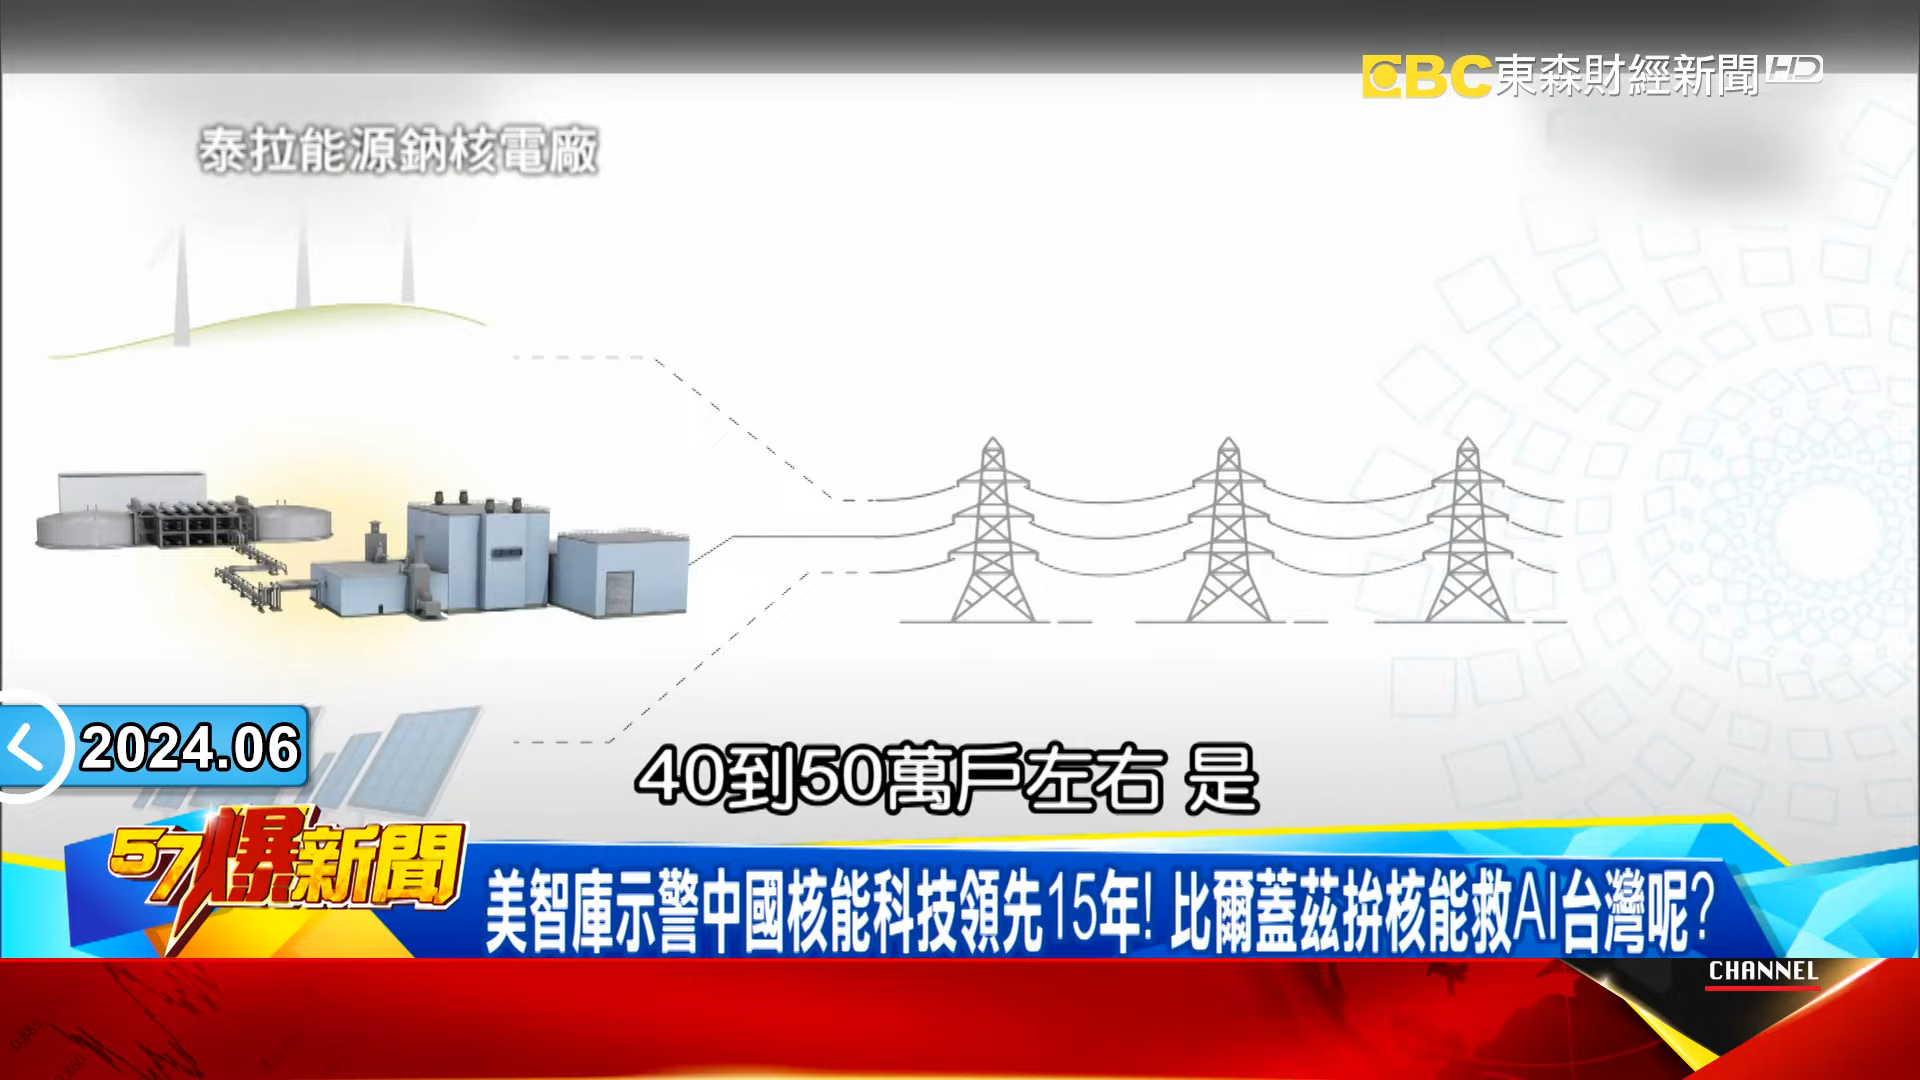 EBC東森財經新聞HD
泰拉能源鈉核電廠
2024.06
40到50萬戶左右 是
57爆新聞
美智庫示警中國核能科技領先15年! 比爾蓋茲拚核能救AI台灣呢?
CHANNEL